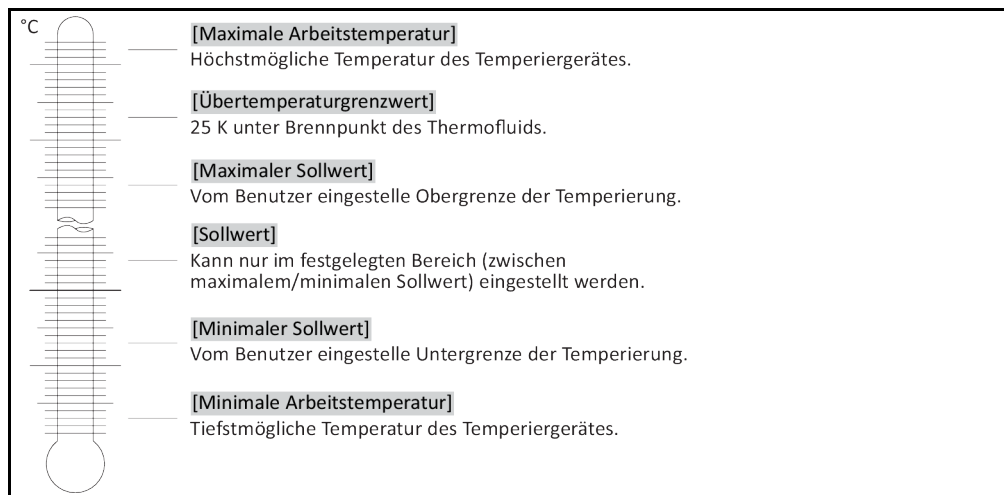 °C
[Maximale Arbeitstemperatur]
Höchstmögliche Temperatur des Temperiergerätes.
[Übertemperaturgrenzwert]
25 K unter Brennpunkt des Thermofluids.
[Maximaler Sollwert]
Vom Benutzer eingestelle Obergrenze der Temperierung.
[Sollwert]
Kann nur im festgelegten Bereich (zwischen
maximalem/minimalen Sollwert) eingestellt werden.
[Minimaler Sollwert]
Vom Benutzer eingestelle Untergrenze der Temperierung.
[Minimale Arbeitstemperatur]
Tiefstmögliche Temperatur des Temperiergerätes.